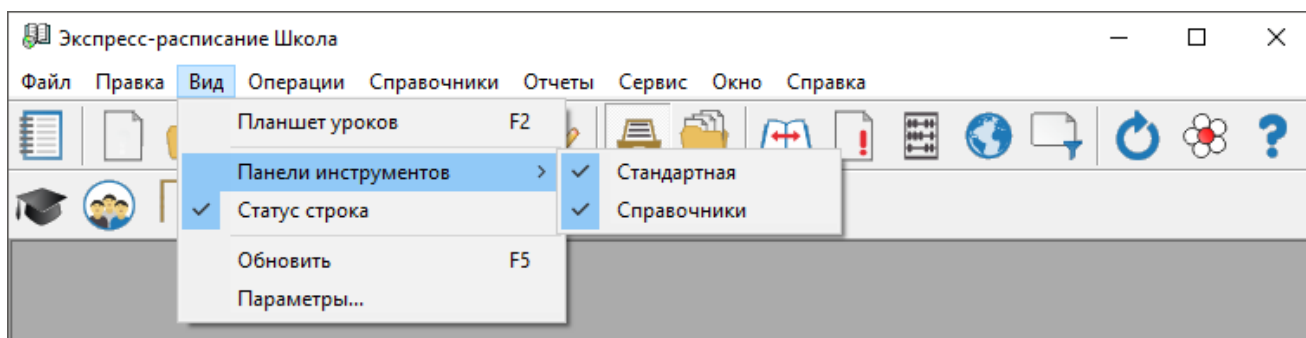 Экспресс-расписание Школа
Файл Правка Вид Операции Справочники Отчеты Сервис Окно Справка
Планшет уроков F2
Панели инструментов
Стандартная
Статус строка
Справочники
Обновить F5
Параметры...